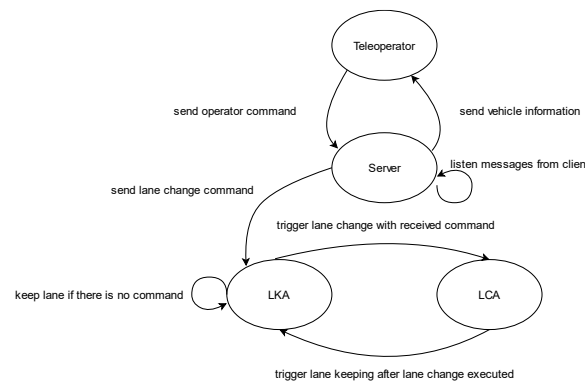 Teleoperator
send operator command
send vehicle information
Server
listen messages from client
send lane change command
trigger lane change with received command
keep lane if there is no command
LKA
LCA
trigger lane keeping after lane change executed